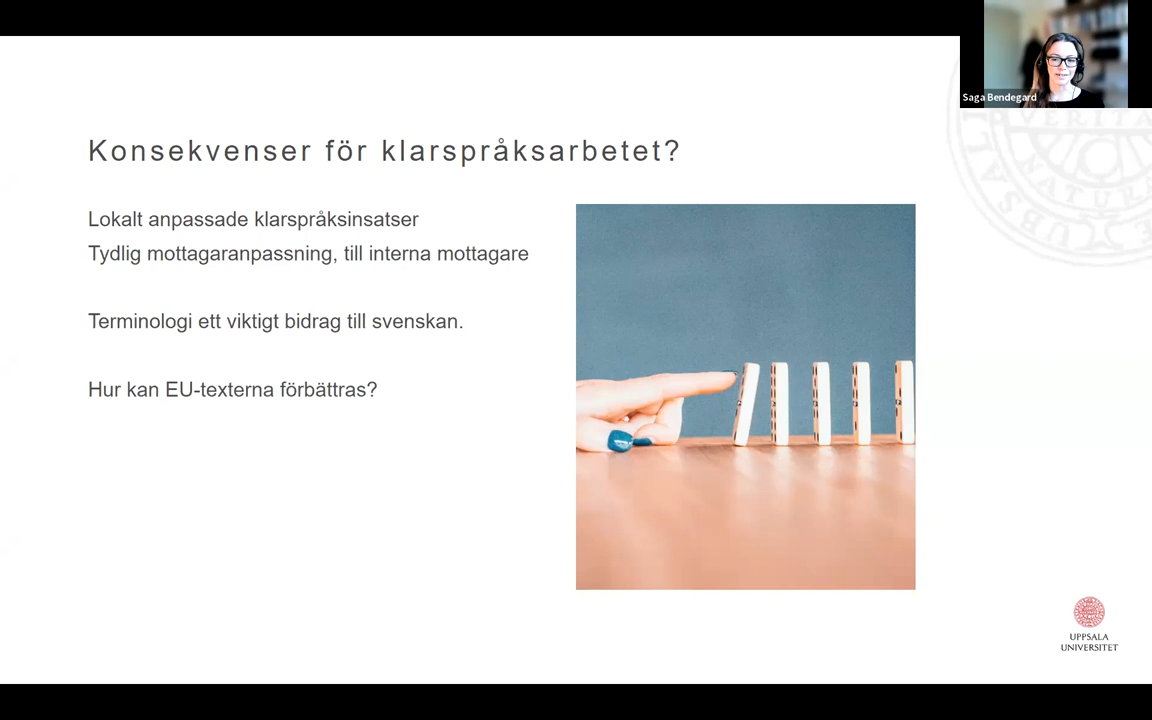 Saga Bendegard
Konsekvenser för klarspråksarbetet?
Lokalt anpassade klarspråksinsatser
Tydlig mottagaranpassning, till interna mottagare
Terminologi ett viktigt bidrag till svenskan.
Hur kan EU-texterna förbättras?
UPPSALA
UNIVERSITET